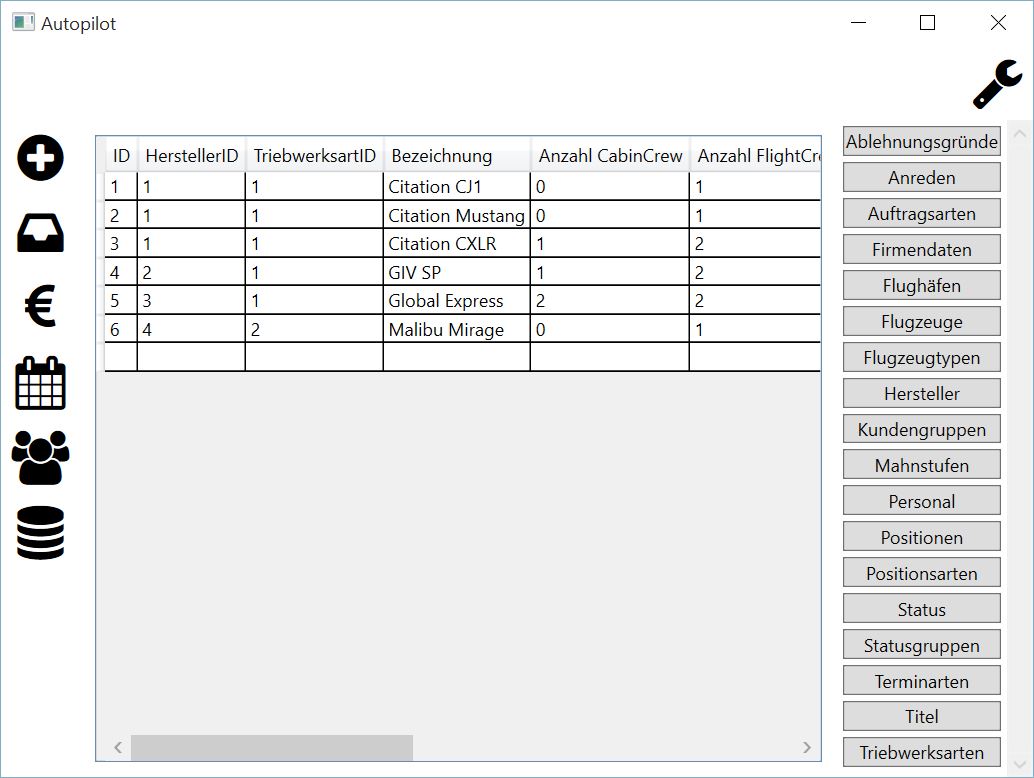 Autopilot
ID HerstellerID TriebwerksartID Bezeichnung Anzahl CabinCrew Anzahl FlightCre
1 1 1 Citation CJ1 0 1
2 1 1 Citation Mustang 0 1
3 1 1 Citation CXLR 1 2
4 2 1 GIV SP 1 2
5 3 1 Global Express 2 2
6 4 2 Malibu Mirage 0 1
Ablehnungsgründe
Anreden
Auftragsarten
Firmendaten
Flughäfen
Flugzeuge
Flugzeugtypen
Hersteller
Kundengruppen
Mahnstufen
Personal
Positionen
Positionsarten
Status
Statusgruppen
Terminarten
Titel
Triebwerksarten